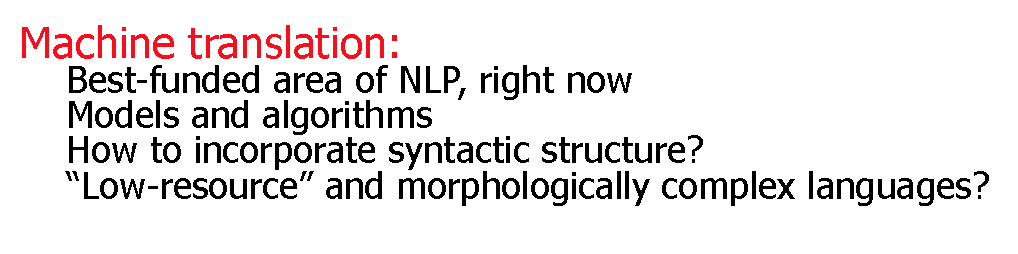 Machine translation:
Best-funded area of NLP, right now
Models and algorithms
How to incorporate syntactic structure?
“Low-resource” and morphologically complex languages?